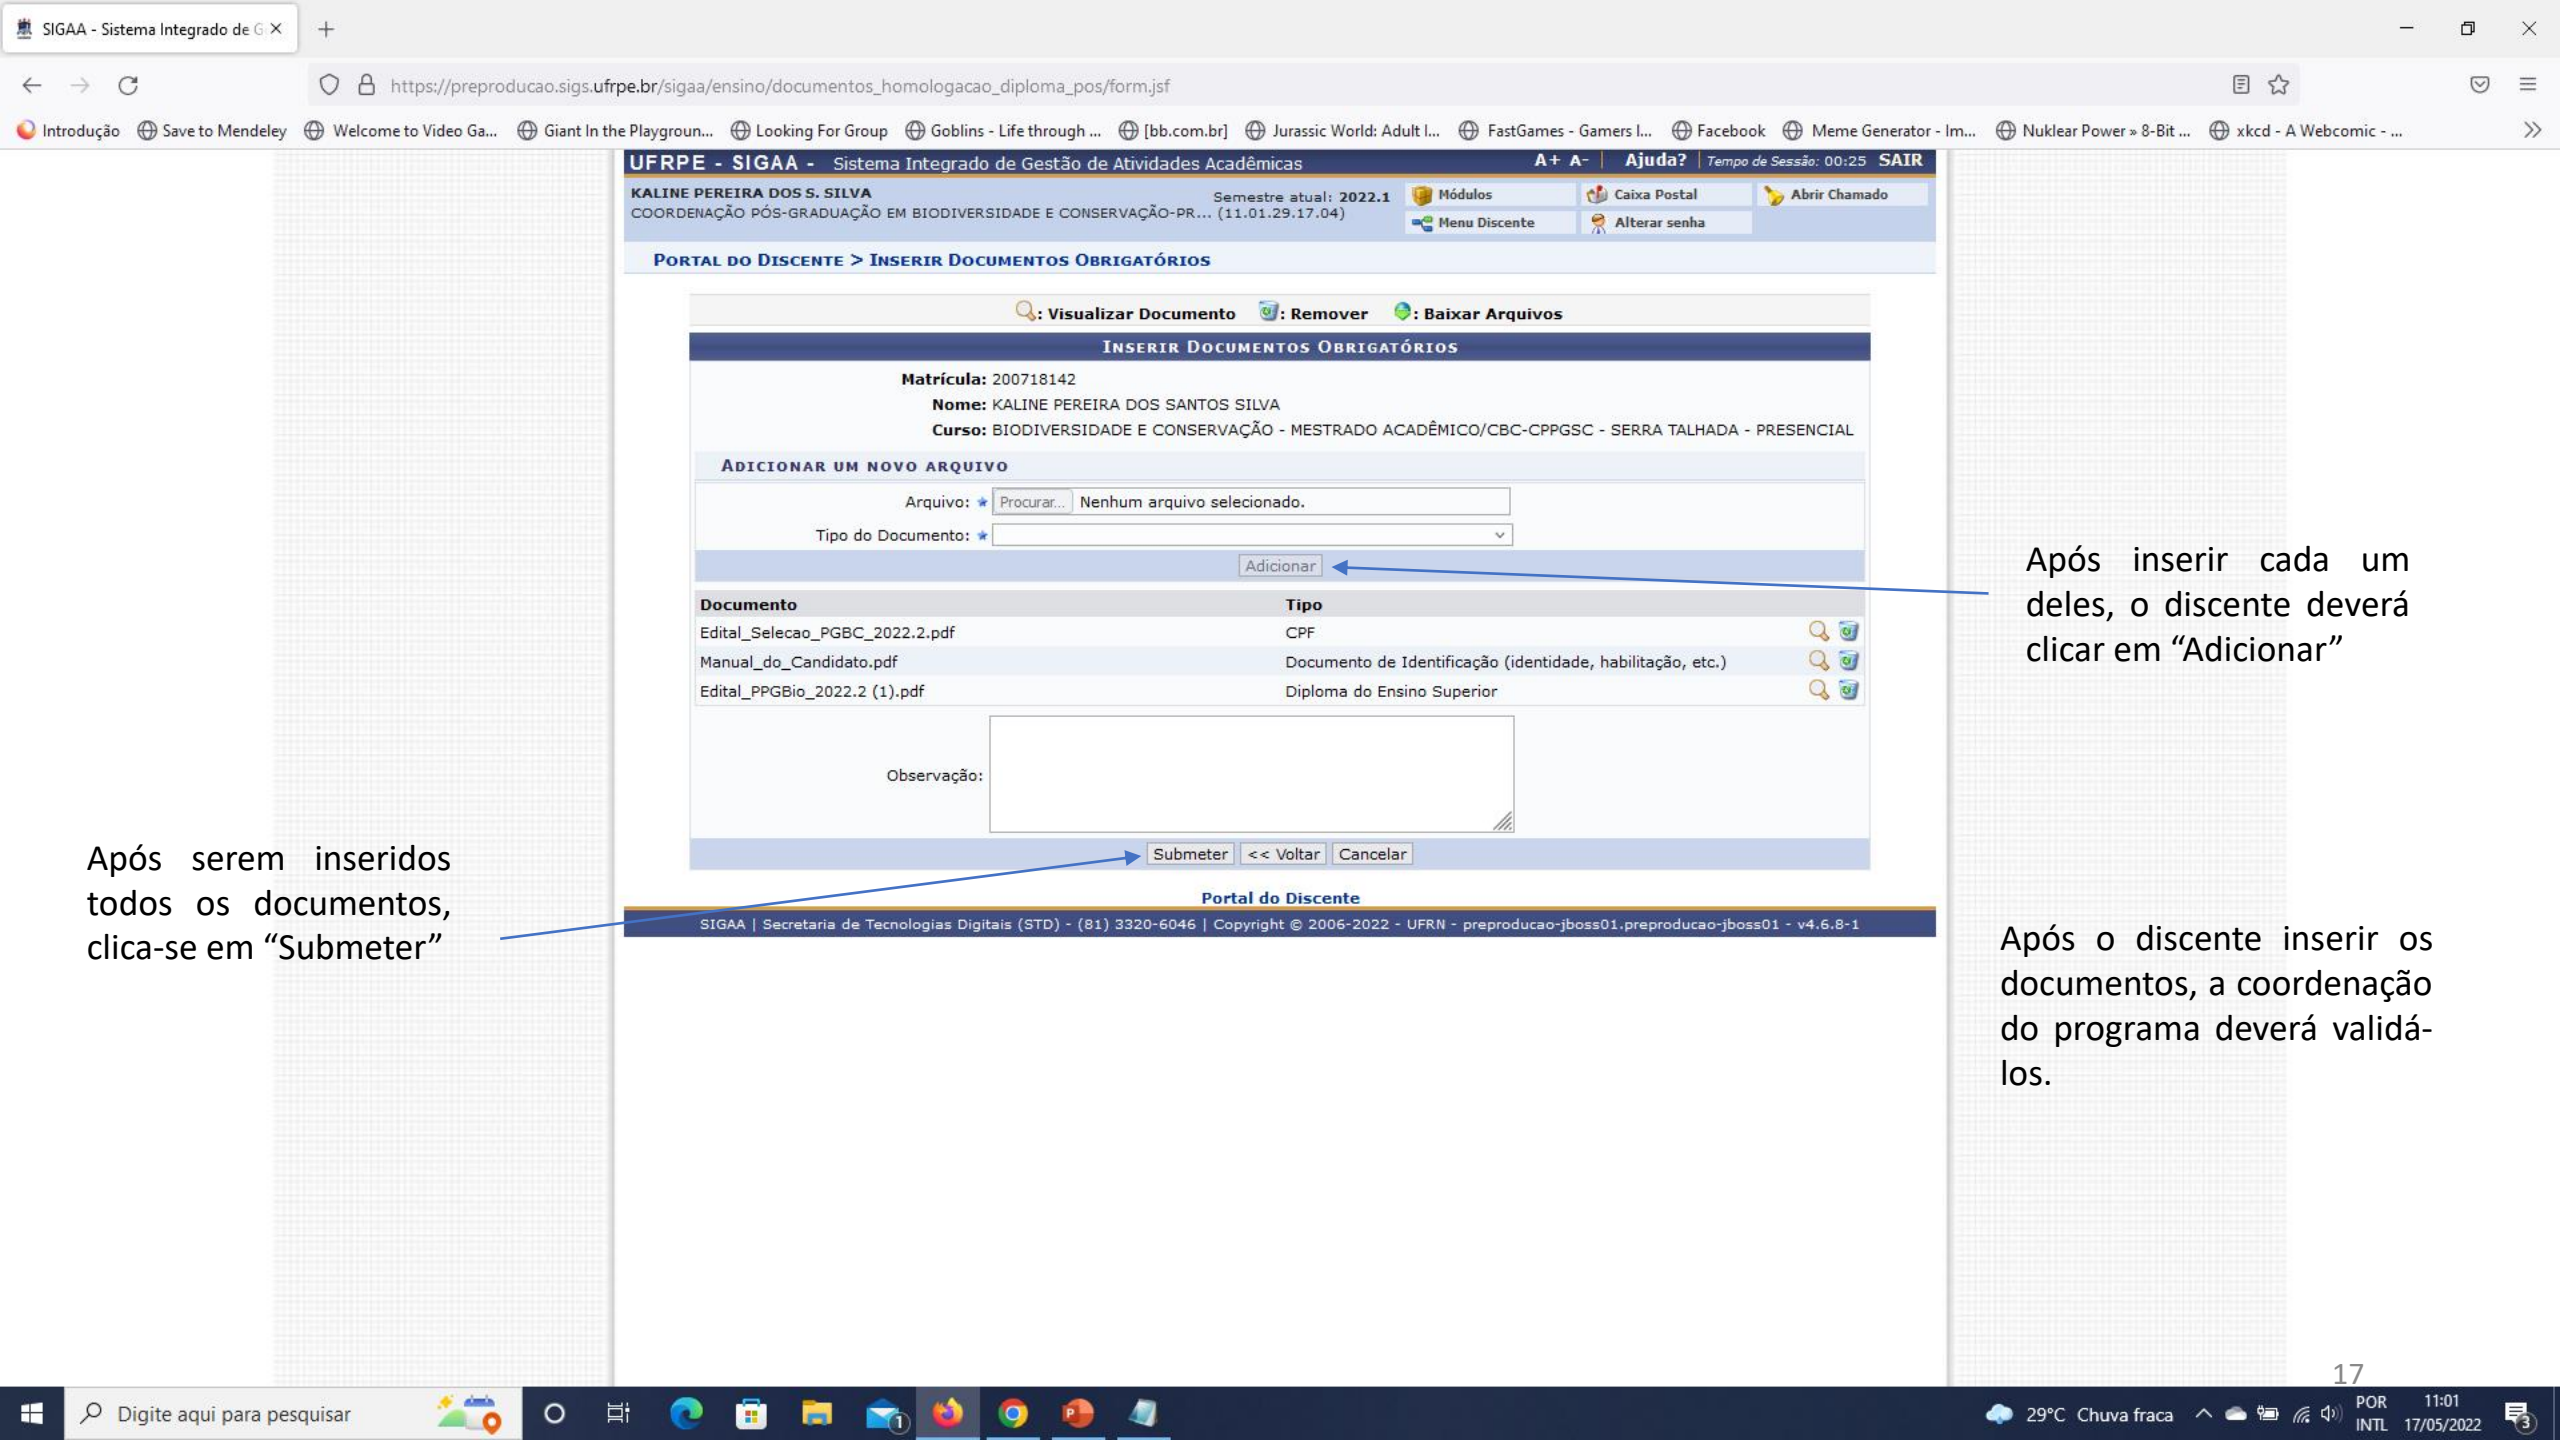 SIGAA - Sistema Integrado de G
https://preproducao.sigs.ufrpe.br/sigaa/ensino/documentos_homologacao_diploma_pos/form.jsf
Introdução Save to Mendeley Welcome to Video Ga... Giant In the Playgroun... Looking For Group Goblins - Life through ... [bb.com.br] Jurassic World: Adult I... FastGames - Gamers I... Facebook Meme Generator - Im... Nuklear Power » 8-Bit ... xkcd - A Webcomic - ...
UFRPE - SIGAA - Sistema Integrado de Gestão de Atividades Acadêmicas A+ A- | Ajuda? | Tempo de Sessão: 00:25 SAIR
KALINE PEREIRA DOS S. SILVA Semestre atual: 2022.1 Módulos Caixa Postal Abrir Chamado
COORDENAÇÃO PÓS-GRADUAÇÃO EM BIODIVERSIDADE E CONSERVAÇÃO-PR... (11.01.29.17.04)
Menu Discente Alterar senha
PORTAL DO DISCENTE > INSERIR DOCUMENTOS OBRIGATÓRIOS
: Visualizar Documento : Remover : Baixar Arquivos
INSERIR DOCUMENTOS OBRIGATÓRIOS
Matrícula: 200718142
Nome: KALINE PEREIRA DOS SANTOS SILVA
Curso: BIODIVERSIDADE E CONSERVAÇÃO - MESTRADO ACADÊMICO/CBC-CPPGSC - SERRA TALHADA - PRESENCIAL
ADICIONAR UM NOVO ARQUIVO
Arquivo: Procurar... Nenhum arquivo selecionado.
Tipo do Documento:
Adicionar
Documento Tipo
Edital_Selecao_PGBC_2022.2.pdf CPF
Manual_do_Candidato.pdf Documento de Identificação (identidade, habilitação, etc.)
Edital_PPGBio_2022.2 (1).pdf Diploma do Ensino Superior
Observação:
Submeter << Voltar Cancelar
Portal do Discente
SIGAA | Secretaria de Tecnologias Digitais (STD) - (81) 3320-6046 | Copyright © 2006-2022 - UFRN - preproducao-jboss01.preproducao-jboss01 - v4.6.8-1
Após inserir cada um
deles, o discente deverá
clicar em “Adicionar”
Após serem inseridos
todos os documentos,
clica-se em “Submeter”
Após o discente inserir os
documentos, a coordenação
do programa deverá validá-
los.
17
Digite aqui para pesquisar 1 29°C Chuva fraca POR 11:01
INTL 17/05/2022 3